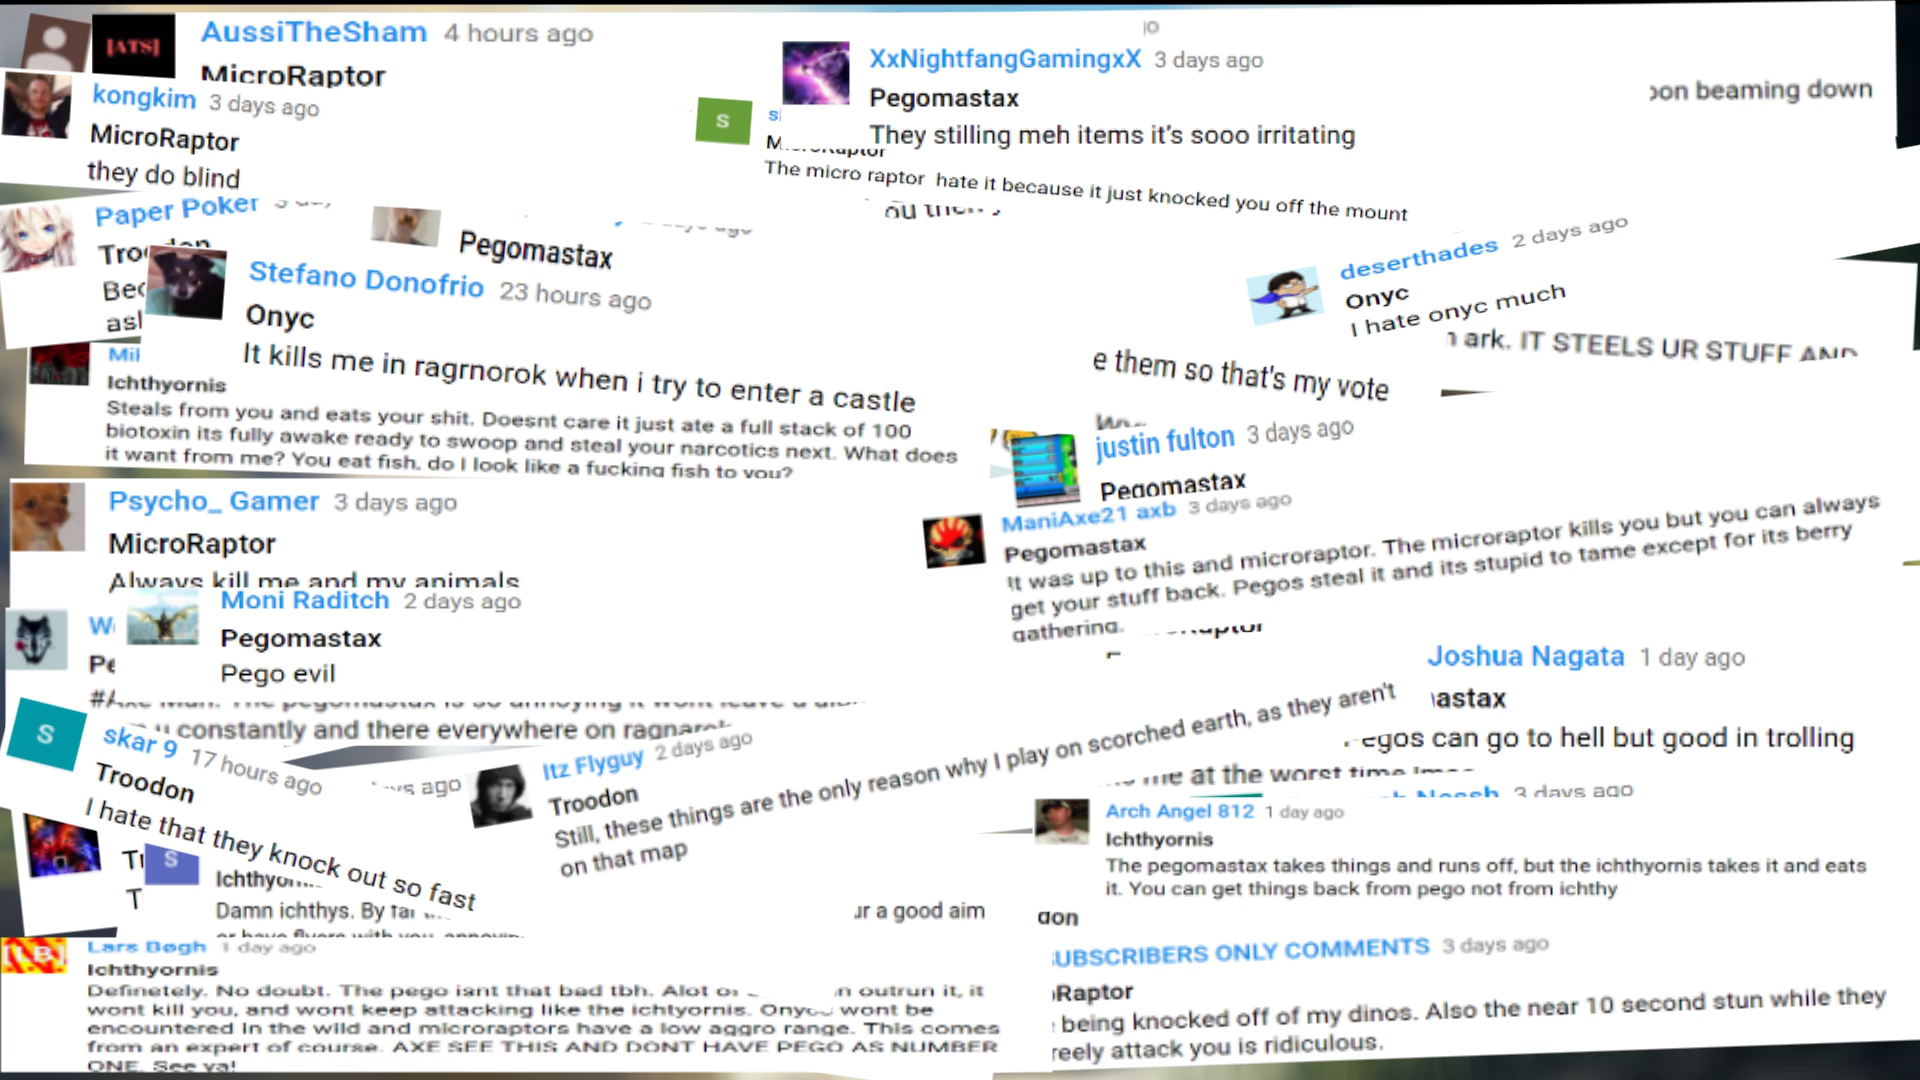 [ATS]
AussiTheSham 4 hours ago
MicroRaptor
kongkim 3 days ago
MicroRaptor
they do blind
XxNightfangGamingxX 3 days ago
Pegomastax
They stilling meh items it's sooo irritating
beaming down
S
MicroRaptor
The micro raptor hate it because it just knocked you off the mount
Paper Poker
Pegomastax
Stefano Donofrio 23 hours ago
Onyc
It kills me in ragrnorok when i try to enter a castle
deserthades 2 days ago
Onyc
I hate onyc much
ark. IT STEELS UR STUFF AND
e them so that's my vote
Ichthyornis
Steals from you and eats your shit. Doesnt care it just ate a full stack of 100
biotoxin its fully awake ready to swoop and steal your narcotics next. What does
it want from me? You eat fish, do I look like a fucking fish to you?
justin fulton 3 days ago
Pegomastax
ManiAxe21 axb 3 days ago
Pegomastax
It was up to this and microraptor. The microraptor kills you but you can always
get your stuff back. Pegos steal it and its stupid to tame except for its berry
gathering.
Psycho_ Gamer 3 days ago
MicroRaptor
Always kill me and my animals
Moni Raditch 2 days ago
Pegomastax
Pego evil
constantly and there everywhere on ragnarok
Joshua Nagata 1 day ago
astax
Pegos can go to hell but good in trolling
me at the worst time
3 days ago
S
skar 9 17 hours ago
Troodon
I hate that they knock out so fast
ago
Itz Flyguy 2 days ago
Troodon
Still, these things are the only reason why I play on scorched earth, as they aren't
on that map
Arch Angel 812 1 day ago
Ichthyornis
The pegomastax takes things and runs off, but the ichthyornis takes it and eats
it. You can get things back from pego not from ichthy
S
Damn ichthys. By far
ur a good aim
don
[LB]
Lars Bøgh 1 day ago
Ichthyornis
Definetely. No doubt. The pego isnt that bad tbh. Alot outrun it, it
wont kill you, and wont keep attacking like the ichtyornis. wont be
encountered in the wild and microraptors have a low aggro range. This comes
from an expert of course. AXE SEE THIS AND DONT HAVE PEGO AS NUMBER
ONE. See ya!
UBSCRIBERS ONLY COMMENTS 3 days ago
Raptor
being knocked off of my dinos. Also the near 10 second stun while they
reely attack you is ridiculous.